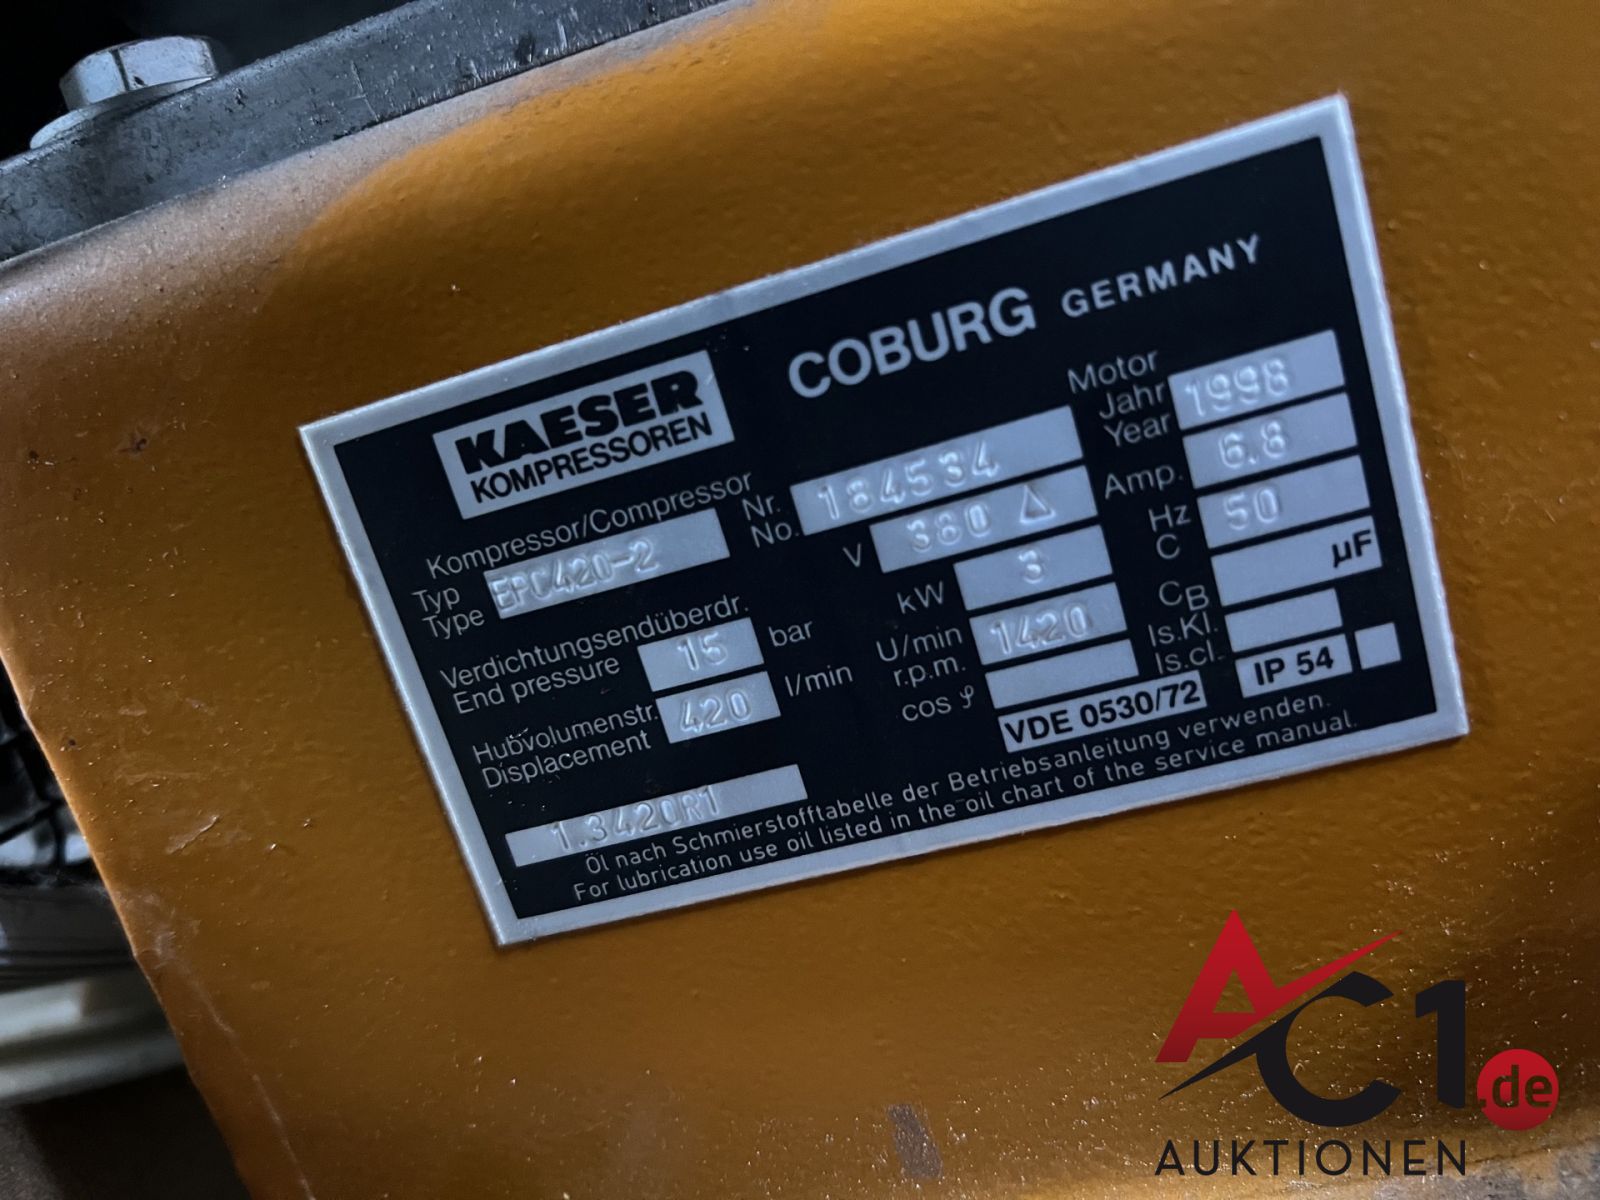 KAESER
KOMPRESSOREN
COBURG GERMANY
Kompressor/Compressor
Typ
Type EPC420-2
Nr.
No. 184534
Motor
Jahr
Year 1998
V 380 Δ
Amp. 6.8
Verdichtungsendüberdr.
End pressure 15 bar
kW 3
Hz 50
C µF
Hubvolumenstr.
Displacement 420 l/min
U/min
r.p.m. 1420
CB
cos φ
Is.Kl.
Is.cl.
VDE 0530/72 IP 54
1.3420R1
Öl nach Schmierstofftabelle der Betriebsanleitung verwenden.
For lubrication use oil listed in the oil chart of the service manual.
AC1.de
AUKTIONEN